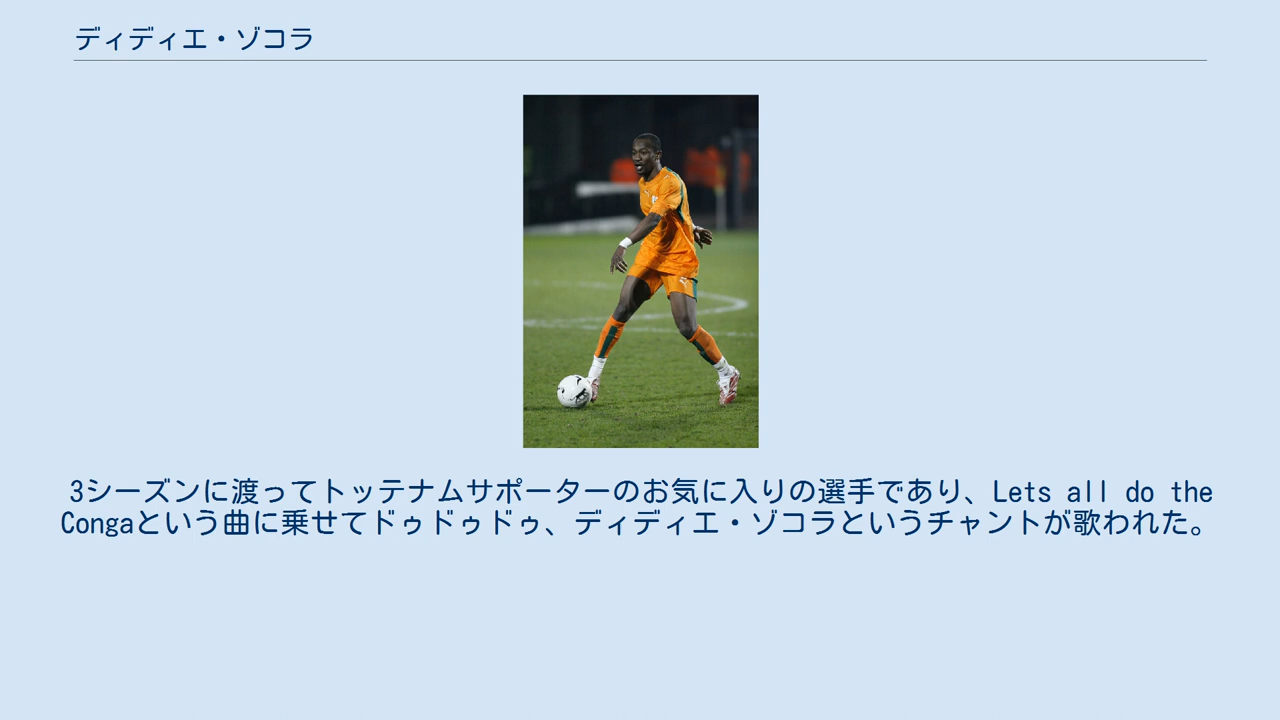 ディディエ・ゾコラ
3シーズンに渡ってトッテナムサポーターのお気に入りの選手であり、Lets all do the
Congaという曲に乗せてドゥドゥドゥ、ディディエ・ゾコラというチャントが歌われた。